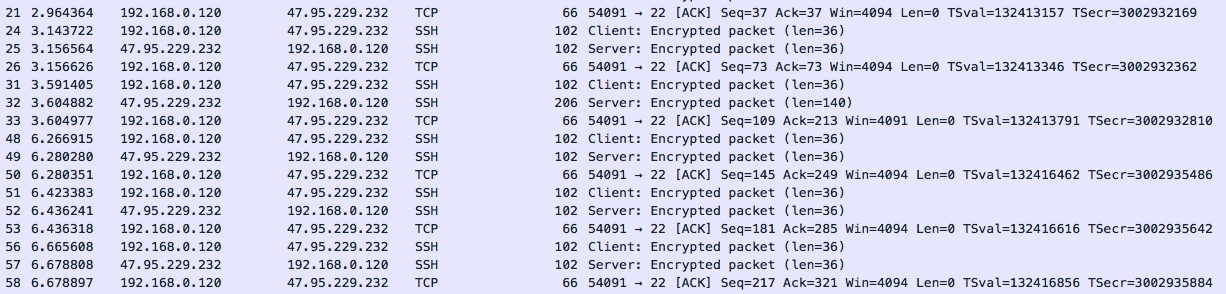 21 2.964364 192.168.0.120 47.95.229.232 TCP 66 54091 → 22 [ACK] Seq=37 Ack=37 Win=4094 Len=0 TSval=132413157 TSecr=3002932169
24 3.143722 192.168.0.120 47.95.229.232 SSH 102 Client: Encrypted packet (len=36)
25 3.156564 47.95.229.232 192.168.0.120 SSH 102 Server: Encrypted packet (len=36)
26 3.156626 192.168.0.120 47.95.229.232 TCP 66 54091 → 22 [ACK] Seq=73 Ack=73 Win=4094 Len=0 TSval=132413346 TSecr=3002932362
31 3.591405 192.168.0.120 47.95.229.232 SSH 102 Client: Encrypted packet (len=36)
32 3.604882 47.95.229.232 192.168.0.120 SSH 206 Server: Encrypted packet (len=140)
33 3.604977 192.168.0.120 47.95.229.232 TCP 66 54091 → 22 [ACK] Seq=109 Ack=213 Win=4091 Len=0 TSval=132413791 TSecr=3002932810
48 6.266915 192.168.0.120 47.95.229.232 SSH 102 Client: Encrypted packet (len=36)
49 6.280280 47.95.229.232 192.168.0.120 SSH 102 Server: Encrypted packet (len=36)
50 6.280351 192.168.0.120 47.95.229.232 TCP 66 54091 → 22 [ACK] Seq=145 Ack=249 Win=4094 Len=0 TSval=132416462 TSecr=3002935486
51 6.423383 192.168.0.120 47.95.229.232 SSH 102 Client: Encrypted packet (len=36)
52 6.436241 47.95.229.232 192.168.0.120 SSH 102 Server: Encrypted packet (len=36)
53 6.436318 192.168.0.120 47.95.229.232 TCP 66 54091 → 22 [ACK] Seq=181 Ack=285 Win=4094 Len=0 TSval=132416616 TSecr=3002935642
56 6.665608 192.168.0.120 47.95.229.232 SSH 102 Client: Encrypted packet (len=36)
57 6.678808 47.95.229.232 192.168.0.120 SSH 102 Server: Encrypted packet (len=36)
58 6.678897 192.168.0.120 47.95.229.232 TCP 66 54091 → 22 [ACK] Seq=217 Ack=321 Win=4094 Len=0 TSval=132416856 TSecr=3002935884